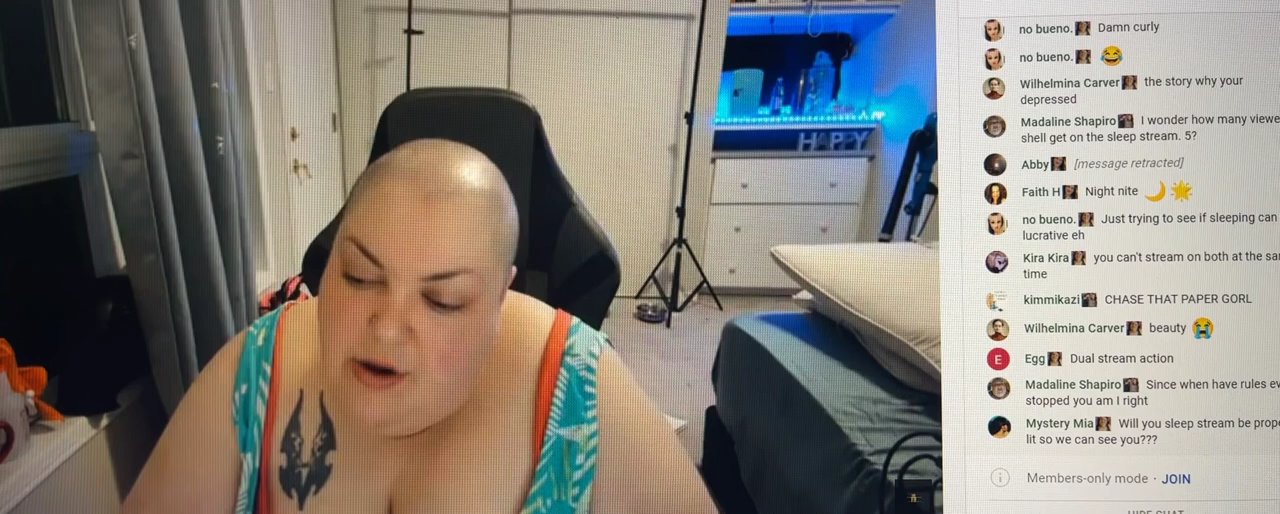 HAPPY
no bueno. Damn curly
no bueno. 😂
Wilhelmina Carver the story why your
depressed
Madaline Shapiro I wonder how many viewe
shell get on the sleep stream. 5?
Abby [message retracted]
Faith H Night nite 🌙🌟
no bueno. Just trying to see if sleeping can
lucrative eh
Kira Kira you can't stream on both at the sa
time
kimmikazi CHASE THAT PAPER GORL
Wilhelmina Carver beauty 😭
E
Egg Dual stream action
Madaline Shapiro Since when have rules ev
stopped you am I right
Mystery Mia Will you sleep stream be prope
lit so we can see you???
Members-only mode · JOIN
HIDE CHAT